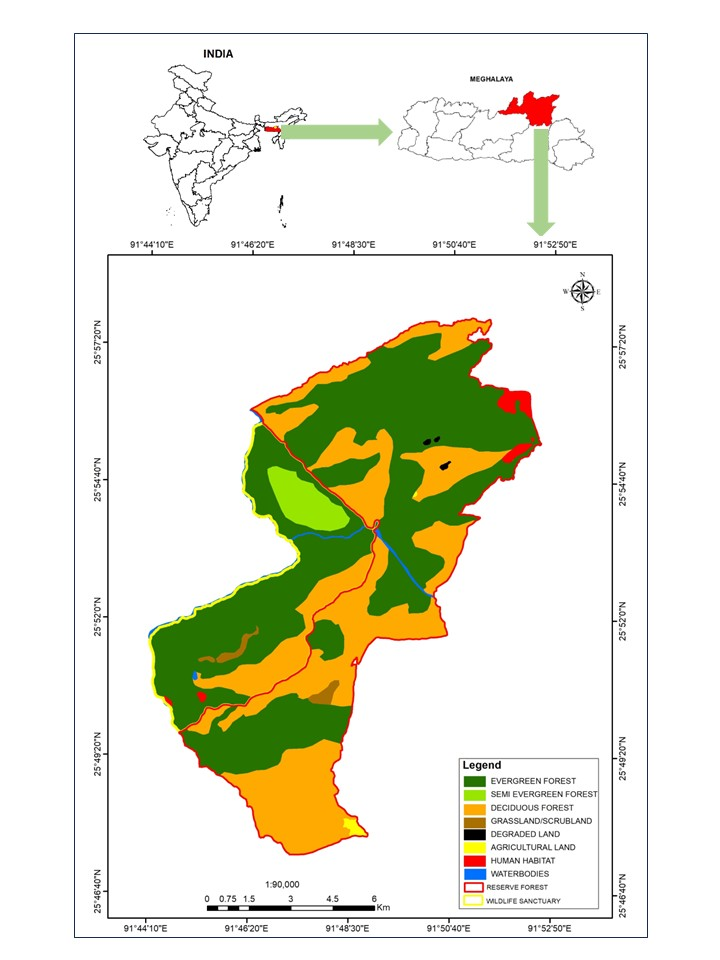 INDIA
MEGHALAYA
91°44'10"E 91°46'20"E 91°48'30"E 91°50'40"E 91°52'50"E
N
W E
S
25°57'20"N 25°57'20"N
25°54'40"N 25°54'40"N
25°52'0"N 25°52'0"N
25°49'20"N 25°49'20"N
25°46'40"N 25°46'40"N
Legend
EVERGREEN FOREST
SEMI EVERGREEN FOREST
DECIDUOUS FOREST
GRASSLAND/SCRUBLAND
DEGRADED LAND
AGRICULTURAL LAND
HUMAN HABITAT
WATERBODIES
RESERVE FOREST
WILDLIFE SANCTUARY
1:90,000
0 0.75 1.5 3 4.5 6
Km
91°44'10"E 91°46'20"E 91°48'30"E 91°50'40"E 91°52'50"E